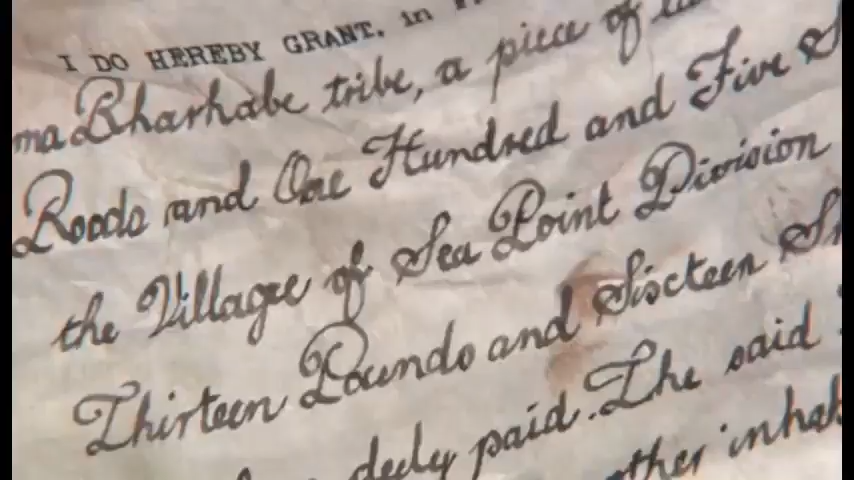 I DO HEREBY GRANT. in
maBharhabe tribe, a piece of
Roods and One Hundred and Five
the Village of Sea Point Division
Thirteen Pounds and Sixteen
duly paid. The said
other inhab